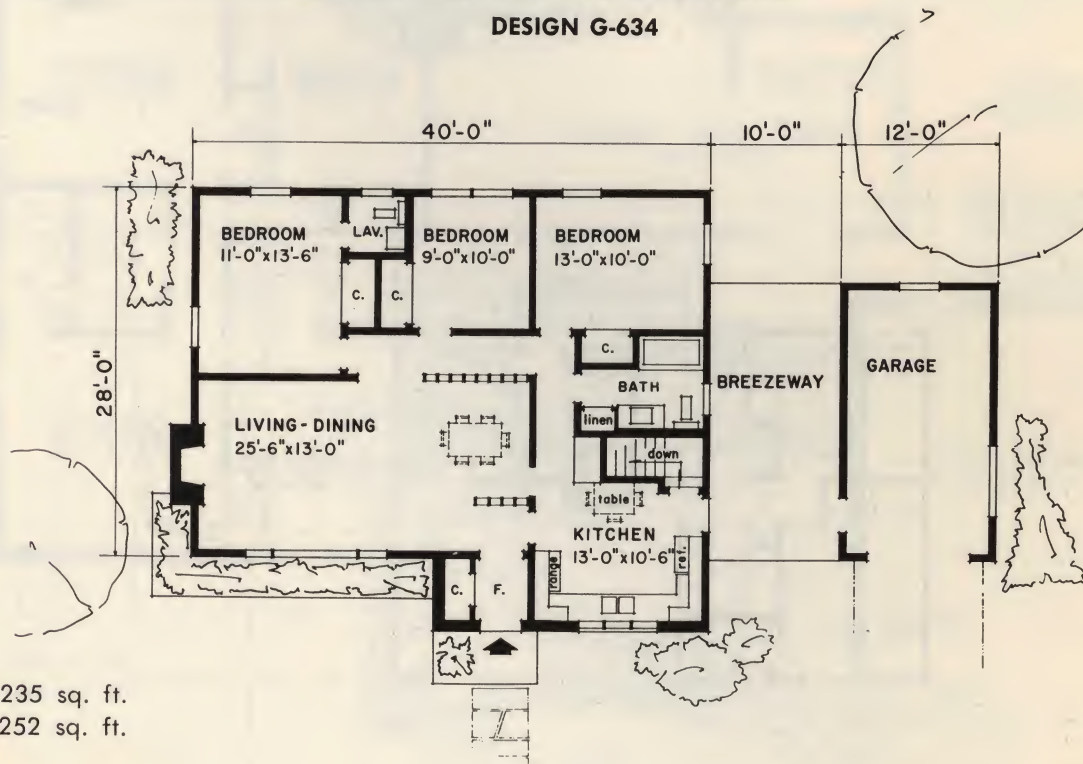 DESIGN G-634
40'-0"
10'-0"
12'-0"
28'-0"
BEDROOM
11'-0"x13'-6"
LAV.
BEDROOM
9'-0"x10'-0"
BEDROOM
13'-0"x10'-0"
C.
C.
C.
BATH
linen
down
BREEZEWAY
GARAGE
LIVING-DINING
25'-6"x13'-0"
table
KITCHEN
13'-0"x10'-6"
range
ref.
C.
F.
235 sq. ft.
252 sq. ft.